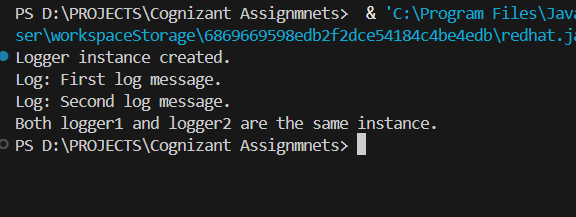 PS D:\PROJECTS\Cognizant Assignmnets>  & 'C:\Program Files\Java
ser\workspaceStorage\6869669598edb2f2dce54184c4be4edb\redhat.ja
Logger instance created.
Log: First log message.
Log: Second log message.
Both logger1 and logger2 are the same instance.
PS D:\PROJECTS\Cognizant Assignmnets>